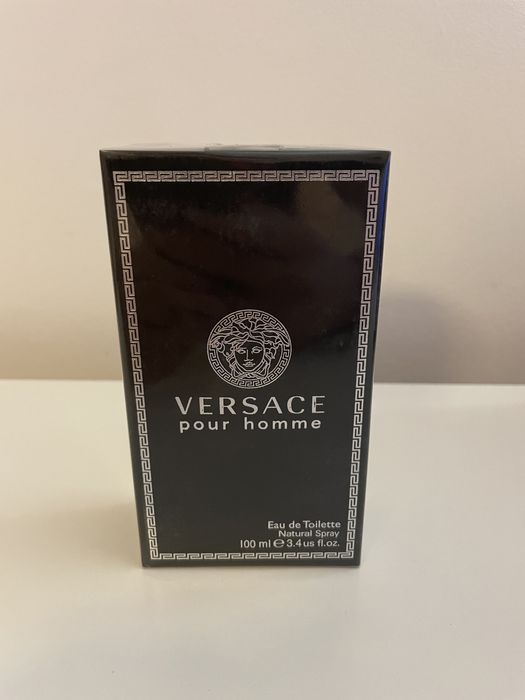 VERSACE
pour homme
Eau de Toilette
Natural Spray
100 ml ℮ 3.4 us fl.oz.